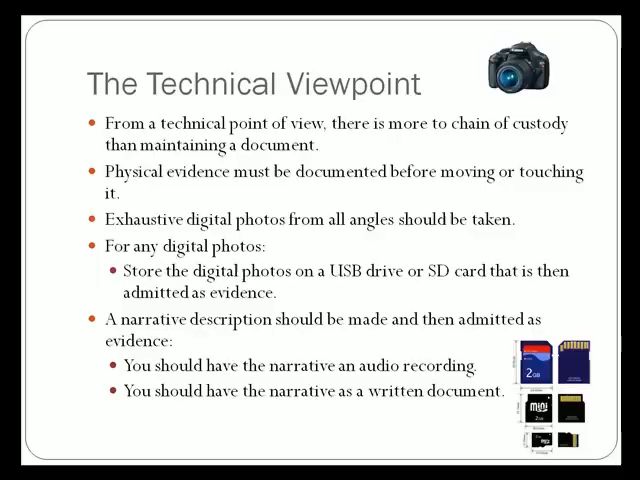 The Technical Viewpoint
From a technical point of view, there is more to chain of custody
than maintaining a document.
Physical evidence must be documented before moving or touching
it.
Exhaustive digital photos from all angles should be taken.
For any digital photos:
Store the digital photos on a USB drive or SD card that is then
admitted as evidence.
A narrative description should be made and then admitted as
evidence:
You should have the narrative an audio recording.
You should have the narrative as a written document.
2 GB
mini